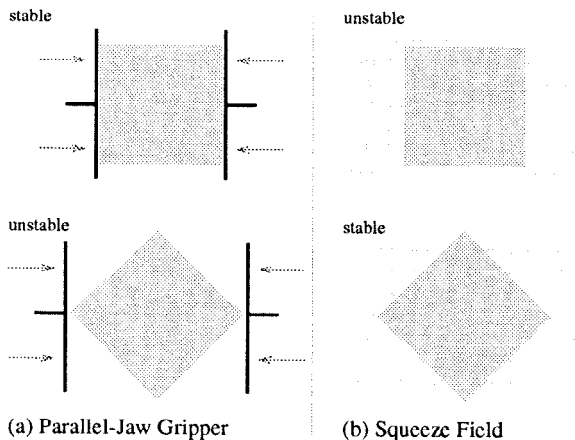 stable
unstable
unstable
stable
(a) Parallel-Jaw Gripper
(b) Squeeze Field